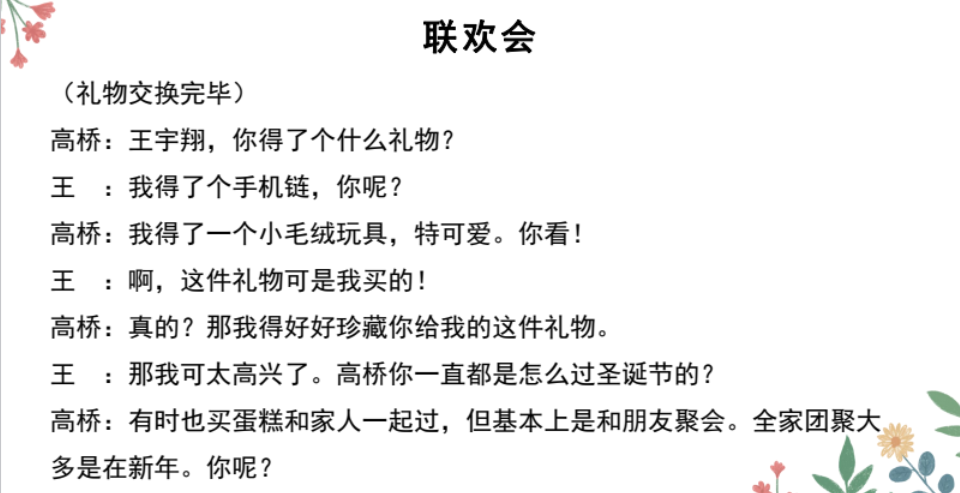 联欢会
（礼物交换完毕）
高桥：王宇翔，你得了个什么礼物？
王　：我得了个手机链，你呢？
高桥：我得了一个小毛绒玩具，特可爱。你看！
王　：啊，这件礼物可是我买的！
高桥：真的？那我得好好珍藏你给我的这件礼物。
王　：那我可太高兴了。高桥你一直都是怎么过圣诞节的？
高桥：有时也买蛋糕和家人一起过，但基本上是和朋友聚会。全家团聚大
多是在新年。你呢？